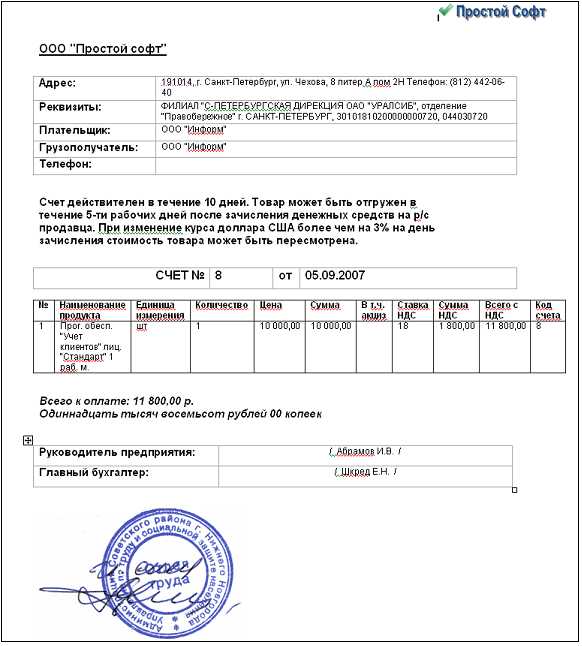 Простой Софт
ООО "Простой софт"
Адрес: 191014,,г. Санкт-Петербург, ул. Чехова, 8 литер А пом 2Н Телефон: (812) 442-06-
40
Реквизиты: ФИЛИАЛ "С-ПЕТЕРБУРГСКАЯ ДИРЕКЦИЯ ОАО "УРАЛСИБ", отделение
"Правобережное" г. САНКТ-ПЕТЕРБУРГ, 30101810200000000720, 044030720
Плательщик: ООО "Информ"
Грузополучатель: ООО "Информ"
Телефон:
Счет действителен в течение 10 дней. Товар может быть отгружен в
течение 5-ти рабочих дней после зачисления денежных средств на р/с
продавца. При изменение курса доллара США более чем на 3% на день
зачисления стоимость товара может быть пересмотрена.
СЧЕТ № 8 от 05.09.2007
№ Наименование Единица Количество Цена Сумма В т.ч. Ставка Сумма Всего с Код
продукта измерения акциз НДС НДС НДС счета
1 Прог. обесп. шт 1 10 000,00 10 000,00 18 1 800,00 11 800,00 8
"Учет
клиентов" лиц.
"Стандарт" 1
раб. м.
Всего к оплате: 11 800,00 р.
Одиннадцать тысяч восемьсот рублей 00 копеек
Руководитель предприятия: / Абрамов И.В. /
Главный бухгалтер: / Шкред Е.Н. /
Администрация Советского района г. Нижнего Новгорода
Управление по труду и социальной защите населения
труда